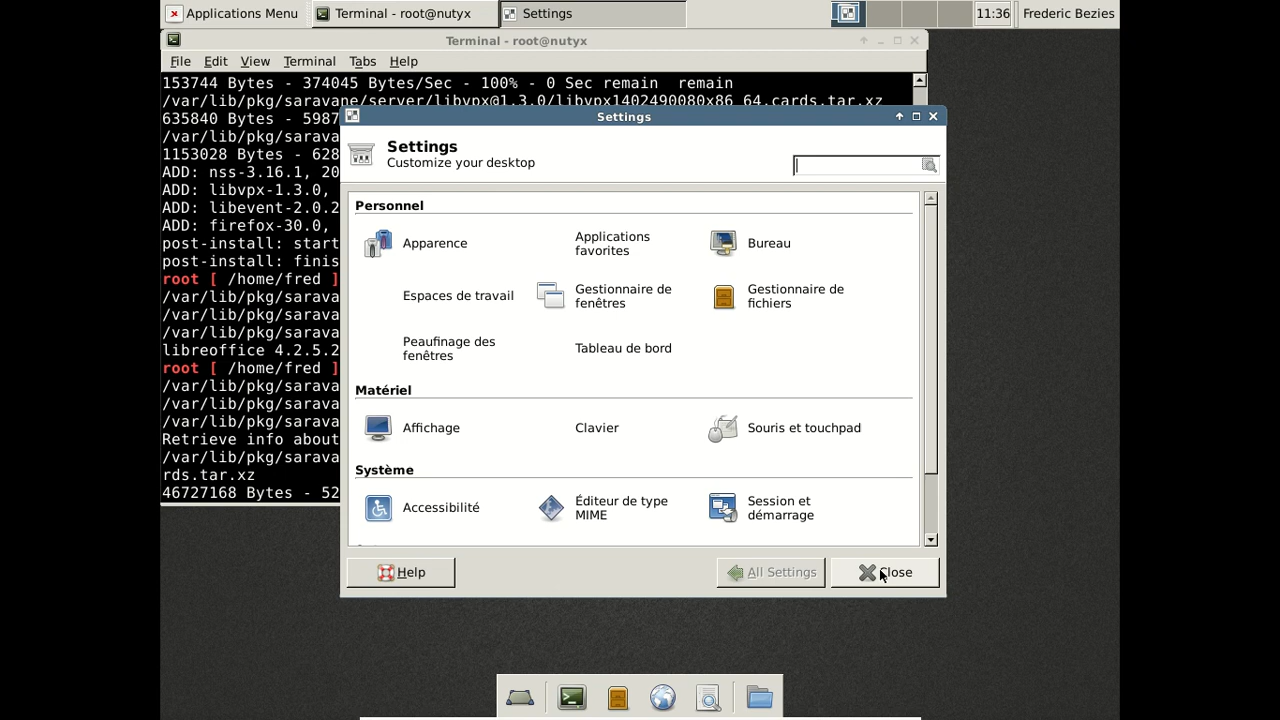 Applications Menu
Terminal - root@nutyx
Settings
11:36
Frederic Bezies
Terminal - root@nutyx
File Edit View Terminal Tabs Help
153744 Bytes - 374045 Bytes/Sec - 100% - 0 Sec remain  remain
/var/lib/pkg/saravane/server/libvpx@1.3.0/libvpx1402490080x86_64.cards.tar.xz
635840 Bytes - 5987
/var/lib/pkg/sarava
1153028 Bytes - 628
ADD: nss-3.16.1, 20
ADD: libvpx-1.3.0,
ADD: libevent-2.0.2
ADD: firefox-30.0,
post-install: start
post-install: finis
root [ /home/fred ]
/var/lib/pkg/sarava
/var/lib/pkg/sarava
/var/lib/pkg/sarava
libreoffice 4.2.5.2
root [ /home/fred ]
/var/lib/pkg/sarava
/var/lib/pkg/sarava
/var/lib/pkg/sarava
Retrieve info about
/var/lib/pkg/sarava
rds.tar.xz
46727168 Bytes - 52
Settings
Settings
Customize your desktop
Personnel
Apparence
Applications
favorites
Bureau
Espaces de travail
Gestionnaire de
fenêtres
Gestionnaire de
fichiers
Peaufinage des
fenêtres
Tableau de bord
Matériel
Affichage
Clavier
Souris et touchpad
Système
Accessibilité
Éditeur de type
MIME
Session et
démarrage
Help
All Settings
Close